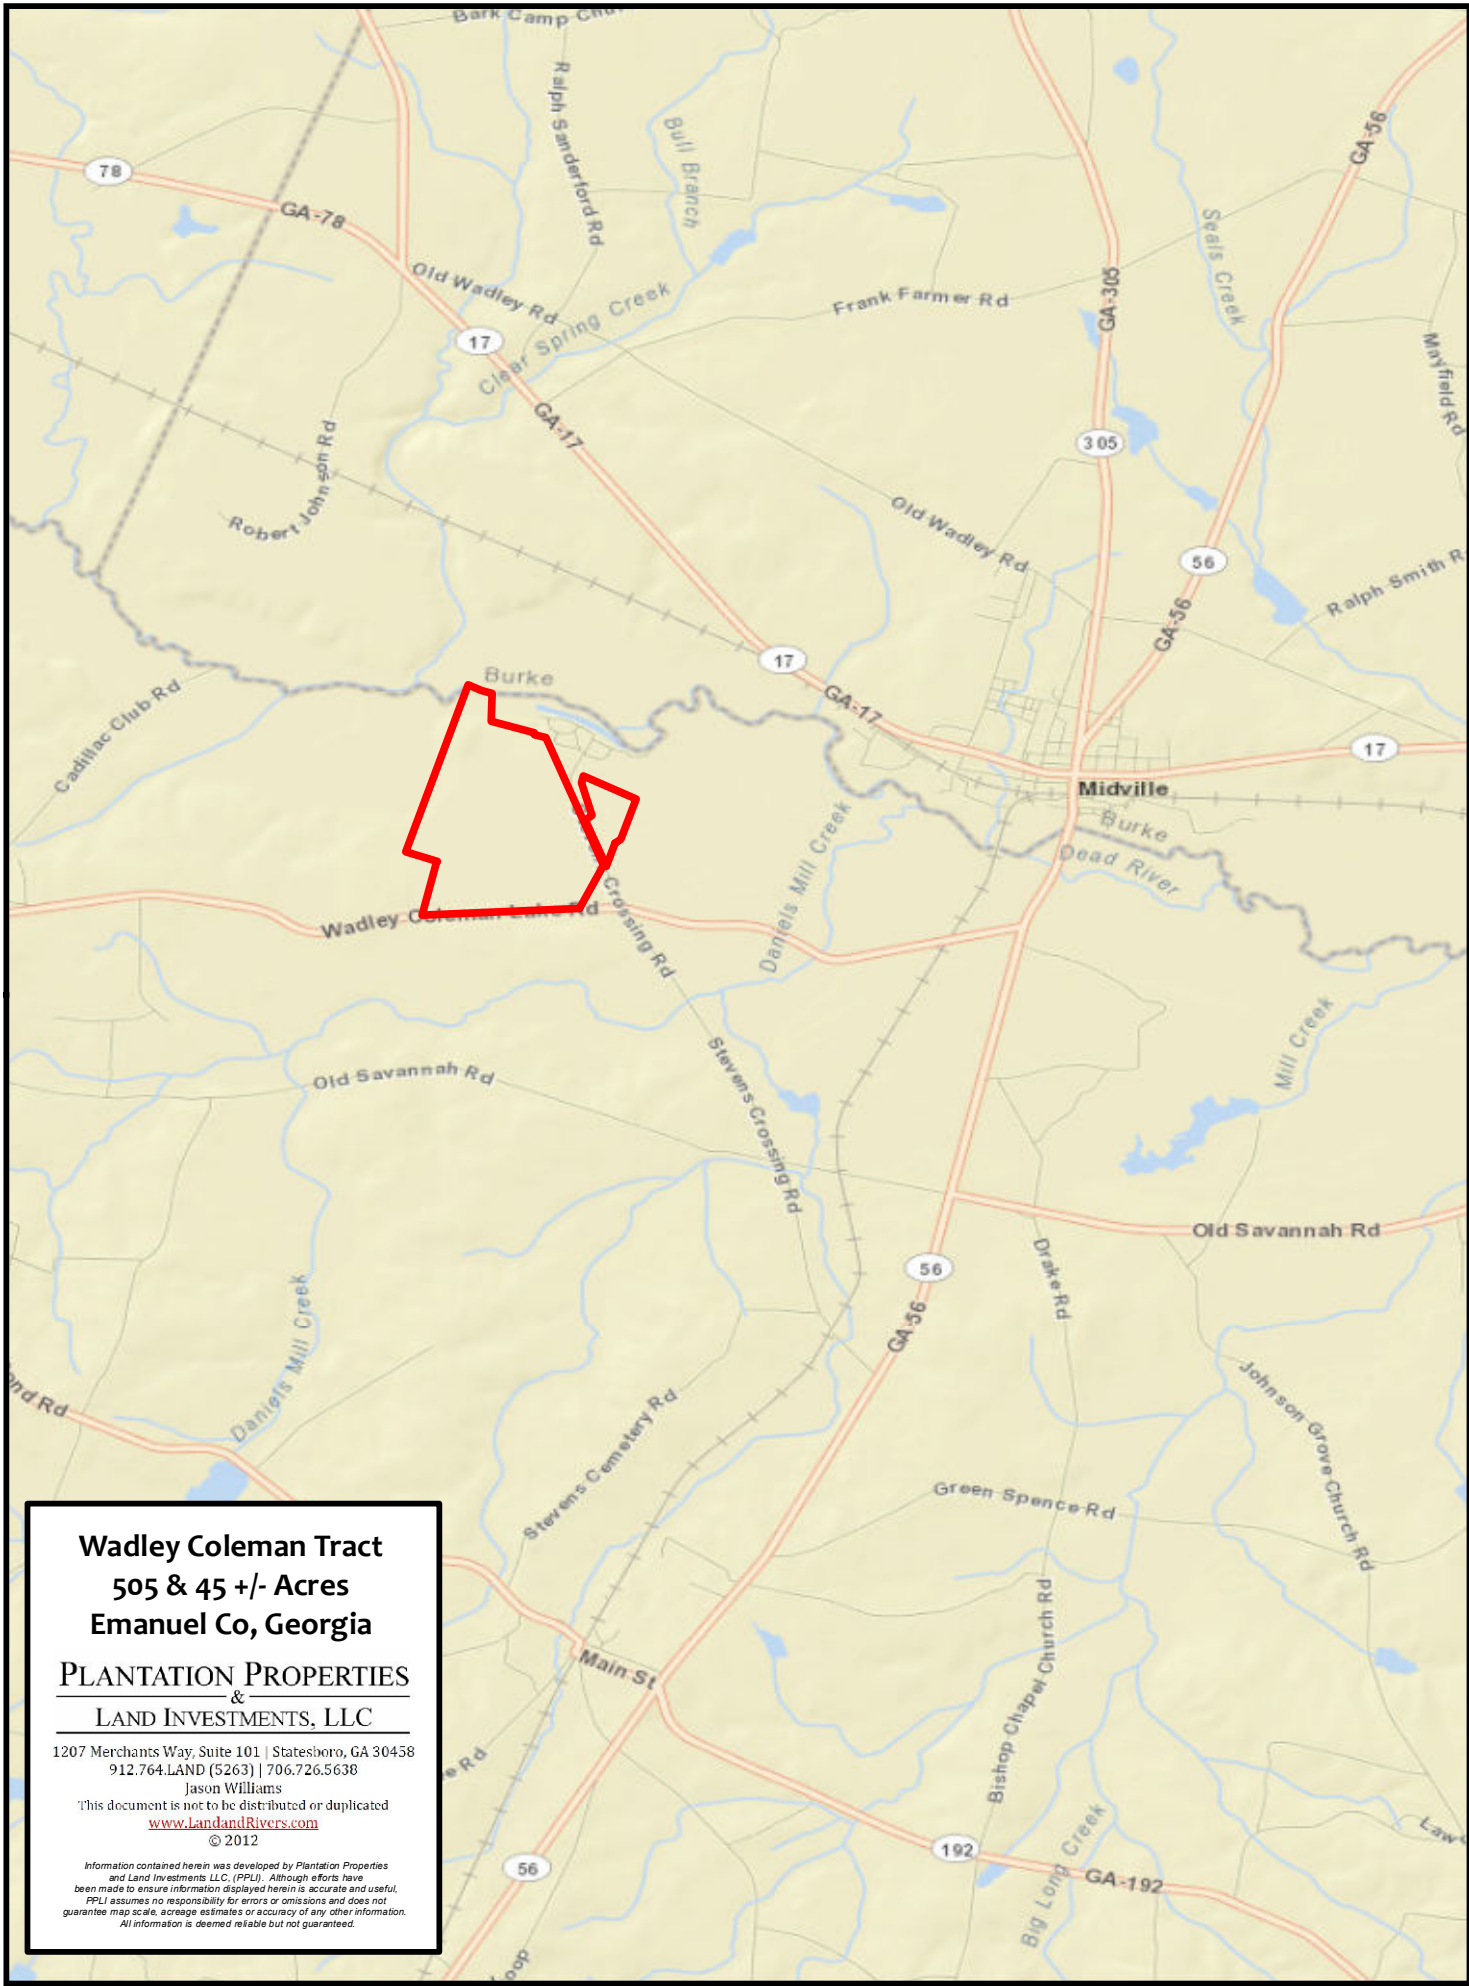 Bark Camp
Ralph Sanderford Rd
Bull Branch
GA-56
78
GA-78
Seals Creek
Old Wadley Rd
Clear Spring Creek
Frank Farmer Rd
GA-305
17
Mayfield Rd
GA-17
305
Robert Johnson Rd
Old Wadley Rd
56
Ralph Smith R
GA-56
17
Burke
Cadillac Club Rd
GA-17
17
Midville
Burke
Dead River
Daniels Mill Creek
Wadley Coleman Lake Rd
Crossing Rd
Mill Creek
Old Savannah Rd
Stevens Crossing Rd
Old Savannah Rd
Drake Rd
56
GA-56
Daniels Mill Creek
Johnson Grove Church Rd
nd Rd
Stevens Cemetery Rd
Green Spence Rd
Bishop Chapel Church Rd
Main St
e Rd
192
GA-192
Law
Big Long Creek
56
Loop
Wadley Coleman Tract
505 & 45 +/- Acres
Emanuel Co, Georgia
PLANTATION PROPERTIES
&
LAND INVESTMENTS, LLC
1207 Merchants Way, Suite 101 | Statesboro, GA 30458
912.764.LAND (5263) | 706.726.5638
Jason Williams
This document is not to be distributed or duplicated
www.LandandRivers.com
© 2012
Information contained herein was developed by Plantation Properties
and Land Investments LLC, (PPLI). Although efforts have
been made to ensure information displayed herein is accurate and useful,
PPLI assumes no responsibility for errors or omissions and does not
guarantee map scale, acreage estimates or accuracy of any other information.
All information is deemed reliable but not guaranteed.